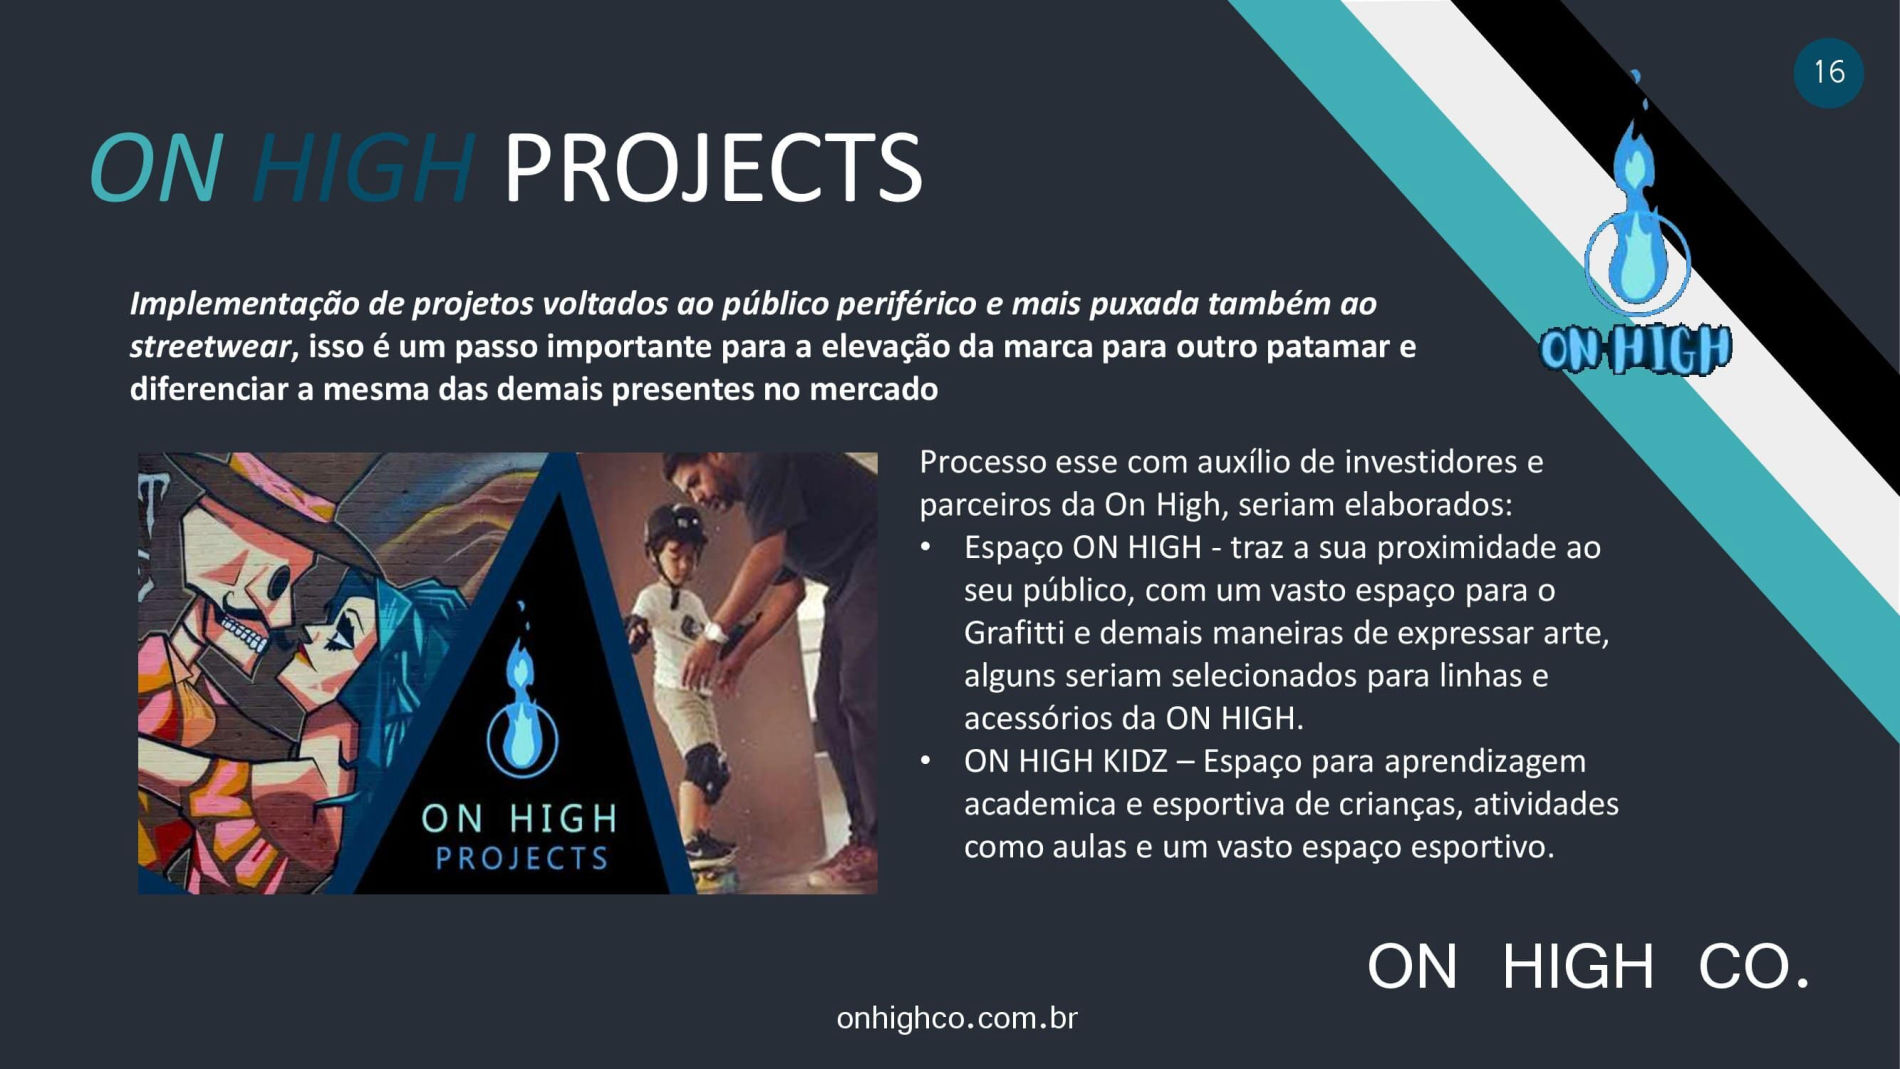 16
ON HIGH PROJECTS
ON HIGH
Implementação de projetos voltados ao público periférico e mais puxada também ao
streetwear, isso é um passo importante para a elevação da marca para outro patamar e
diferenciar a mesma das demais presentes no mercado
Processo esse com auxílio de investidores e
parceiros da On High, seriam elaborados:
• Espaço ON HIGH - traz a sua proximidade ao
seu público, com um vasto espaço para o
Grafitti e demais maneiras de expressar arte,
alguns seriam selecionados para linhas e
acessórios da ON HIGH.
• ON HIGH KIDZ – Espaço para aprendizagem
academica e esportiva de crianças, atividades
como aulas e um vasto espaço esportivo.
ON HIGH
PROJECTS
ON HIGH CO.
onhighco.com.br